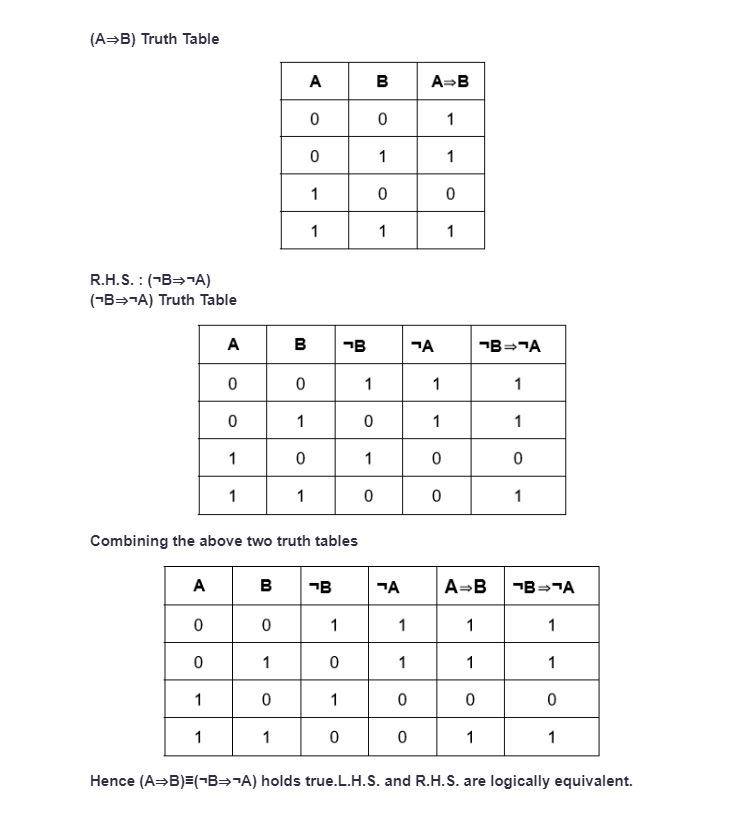 (A⇒B) Truth Table
A B A⇒B
0 0 1
0 1 1
1 0 0
1 1 1
R.H.S. : (¬B⇒¬A)
(¬B⇒¬A) Truth Table
A B ¬B ¬A ¬B⇒¬A
0 0 1 1 1
0 1 0 1 1
1 0 1 0 0
1 1 0 0 1
Combining the above two truth tables
A B ¬B ¬A A⇒B ¬B⇒¬A
0 0 1 1 1 1
0 1 0 1 1 1
1 0 1 0 0 0
1 1 0 0 1 1
Hence (A⇒B)≡(¬B⇒¬A) holds true.L.H.S. and R.H.S. are logically equivalent.